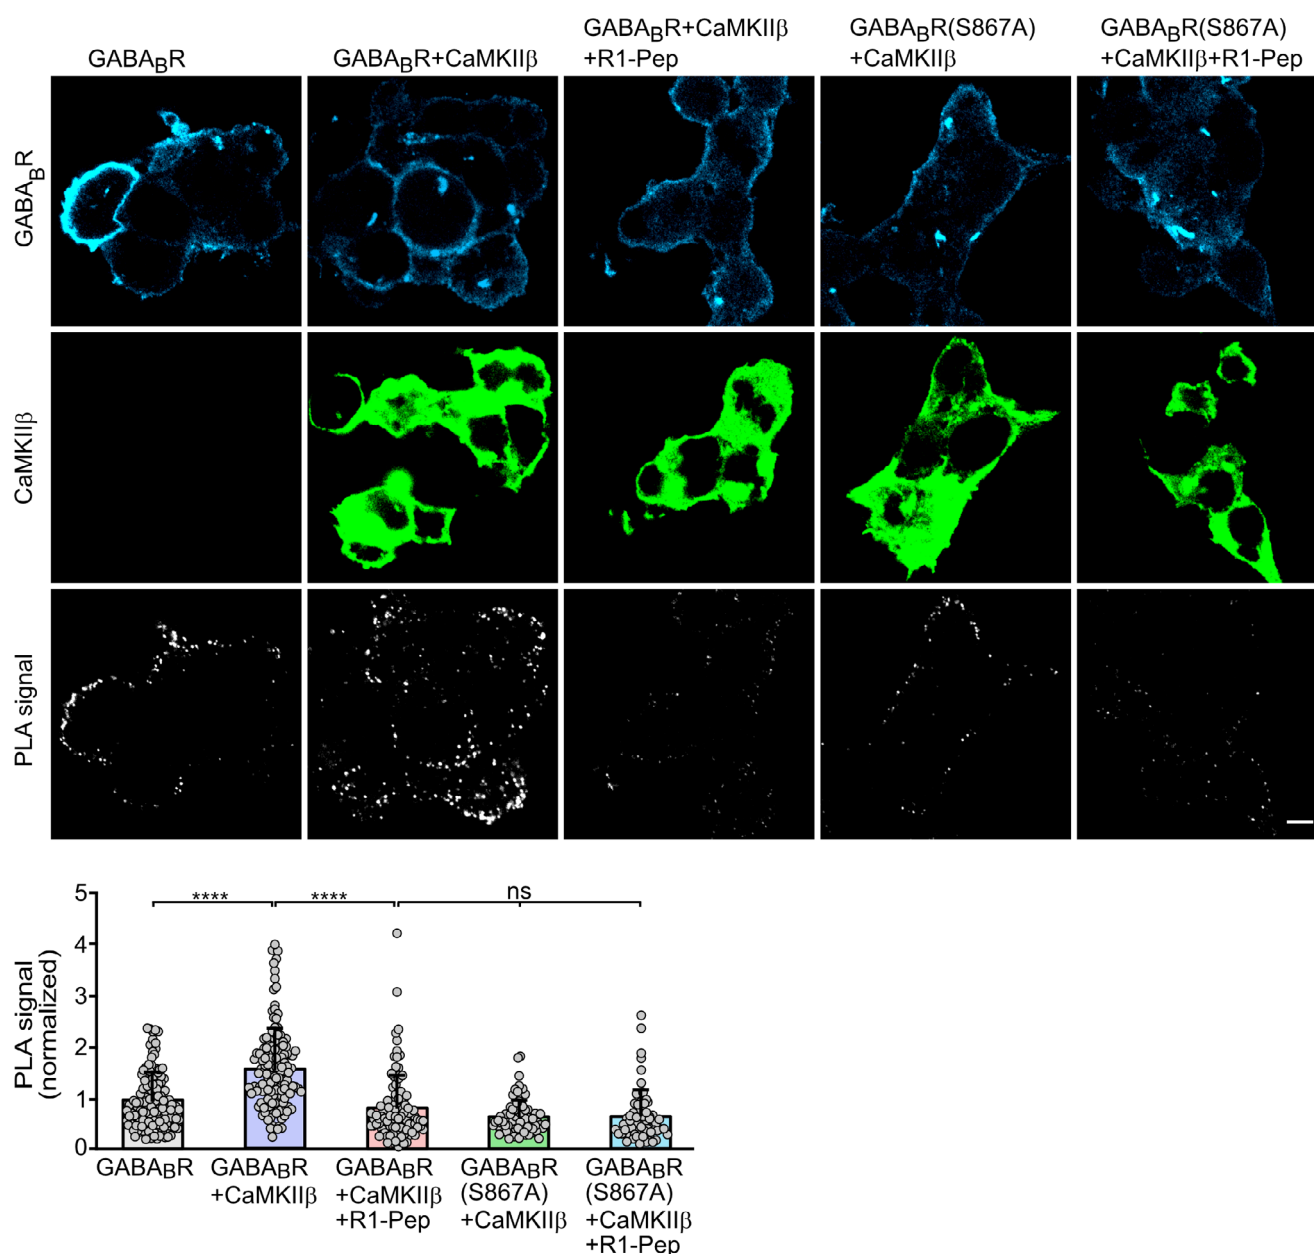 GABABR
GABABR+CaMKIIβ
GABABR+CaMKIIβ
+R1-Pep
GABABR(S867A)
+CaMKIIβ
GABABR(S867A)
+CaMKIIβ+R1-Pep
GABABR
CaMKIIβ
PLA signal
PLA signal
(normalized)
5
4
3
2
1
0
****
****
ns
GABABR
GABABR
+CaMKIIβ
GABABR
+CaMKIIβ
+R1-Pep
GABABR
(S867A)
+CaMKIIβ
GABABR
(S867A)
+CaMKIIβ
+R1-Pep